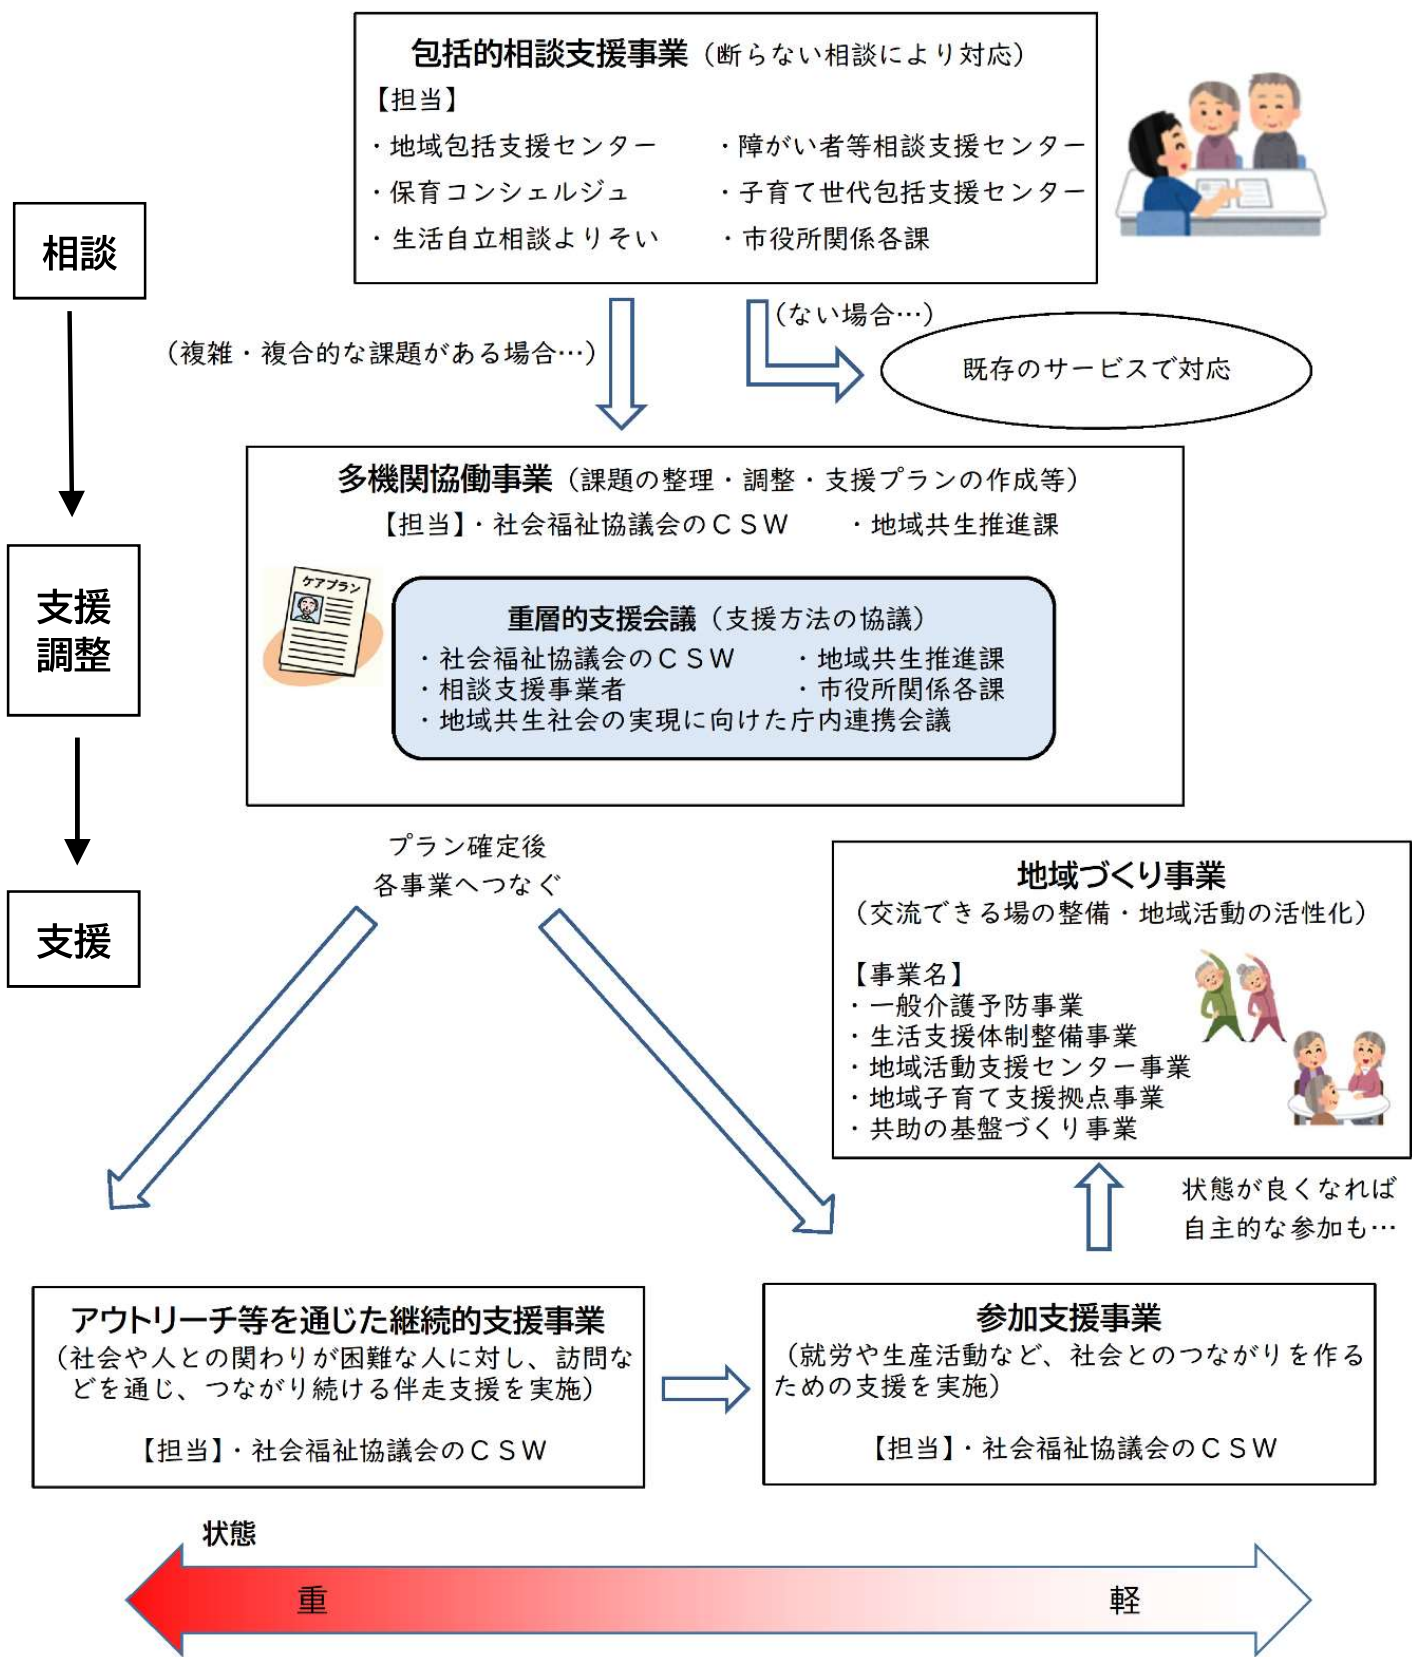 包括的相談支援事業（断らない相談により対応）
【担当】
・地域包括支援センター　・障がい者等相談支援センター
・保育コンシェルジュ　・子育て世代包括支援センター
・生活自立相談よりそい　・市役所関係各課
相談
（ない場合…）
（複雑・複合的な課題がある場合…）
既存のサービスで対応
多機関協働事業（課題の整理・調整・支援プランの作成等）
【担当】・社会福祉協議会のＣＳＷ　・地域共生推進課
ケアプラン
支援
調整
重層的支援会議（支援方法の協議）
・社会福祉協議会のＣＳＷ　・地域共生推進課
・相談支援事業者　・市役所関係各課
・地域共生社会の実現に向けた庁内連携会議
プラン確定後
各事業へつなぐ
支援
地域づくり事業
（交流できる場の整備・地域活動の活性化）
【事業名】
・一般介護予防事業
・生活支援体制整備事業
・地域活動支援センター事業
・地域子育て支援拠点事業
・共助の基盤づくり事業
状態が良くなれば
自主的な参加も…
アウトリーチ等を通じた継続的支援事業
（社会や人との関わりが困難な人に対し、訪問な
どを通じ、つながり続ける伴走支援を実施）
【担当】・社会福祉協議会のＣＳＷ
参加支援事業
（就労や生産活動など、社会とのつながりを作る
ための支援を実施）
【担当】・社会福祉協議会のＣＳＷ
状態
重　軽